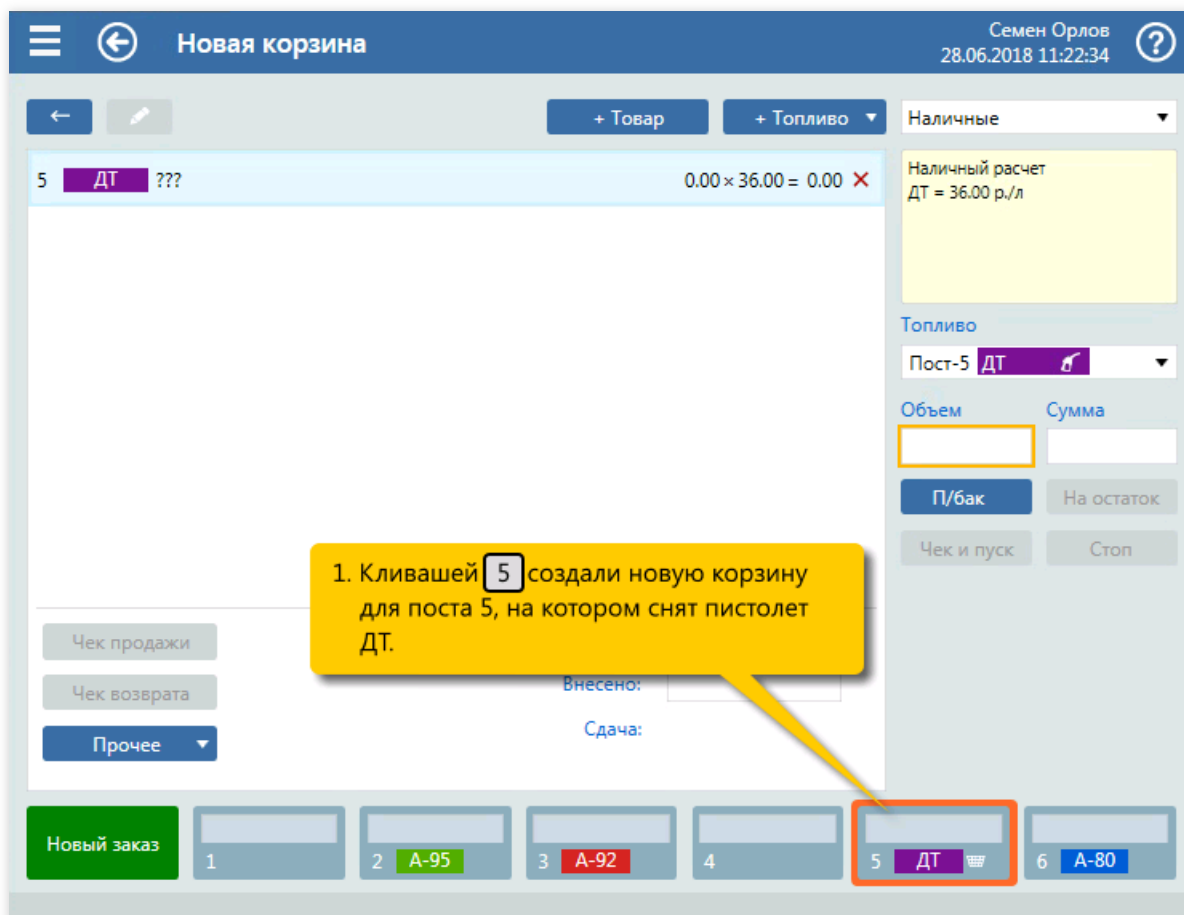 Новая корзина
Семен Орлов
28.06.2018 11:22:34
?
+ Товар
+ Топливо
Наличные
5 ДТ ??? 0.00 × 36.00 = 0.00
Наличный расчет
ДТ = 36.00 р./л
Топливо
Пост-5 ДТ
Объем Сумма
П/бак На остаток
Чек и пуск Стоп
1. Кливашей 5 создали новую корзину
для поста 5, на котором снят пистолет
ДТ.
Чек продажи
Чек возврата
Прочее
Внесено:
Сдача:
Новый заказ
1
2 А-95
3 А-92
4
5 ДТ
6 А-80